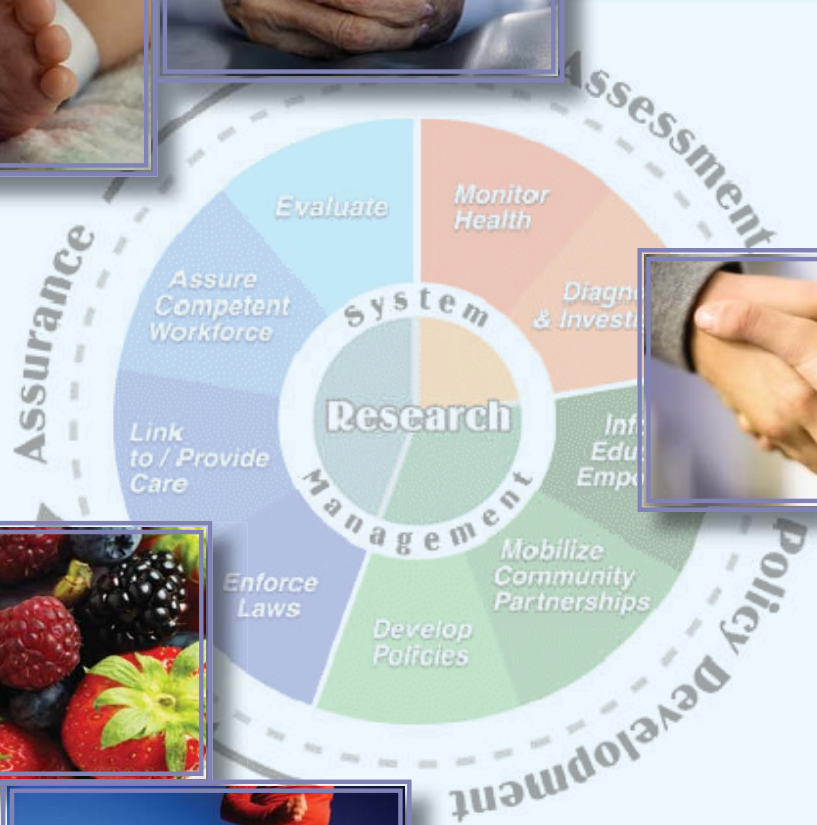 Assessment
Evaluate
Monitor
Health
Assure
Competent
Workforce
& 
System
Research
Management
Assurance
Link
to / Provide
Care
Mobilize
Community
Partnerships
Enforce
Laws
Develop
Policies
Policy Development